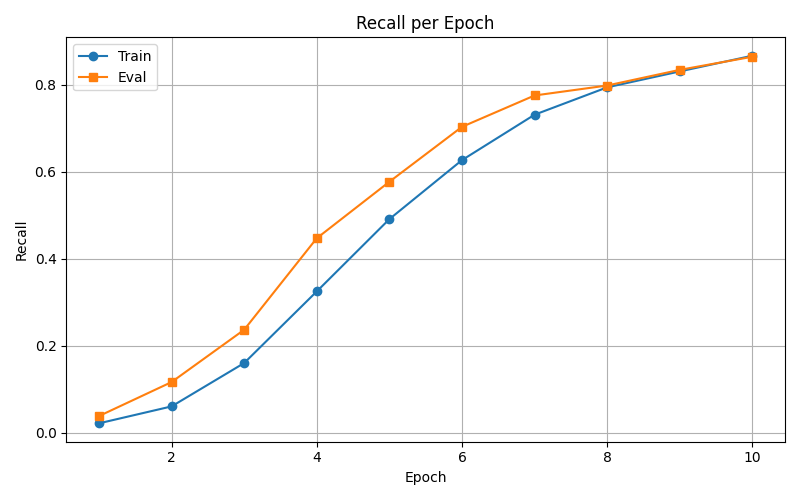 Recall per Epoch
Train
Eval
Recall
0.8
0.6
0.4
0.2
0.0
2 4 6 8 10
Epoch